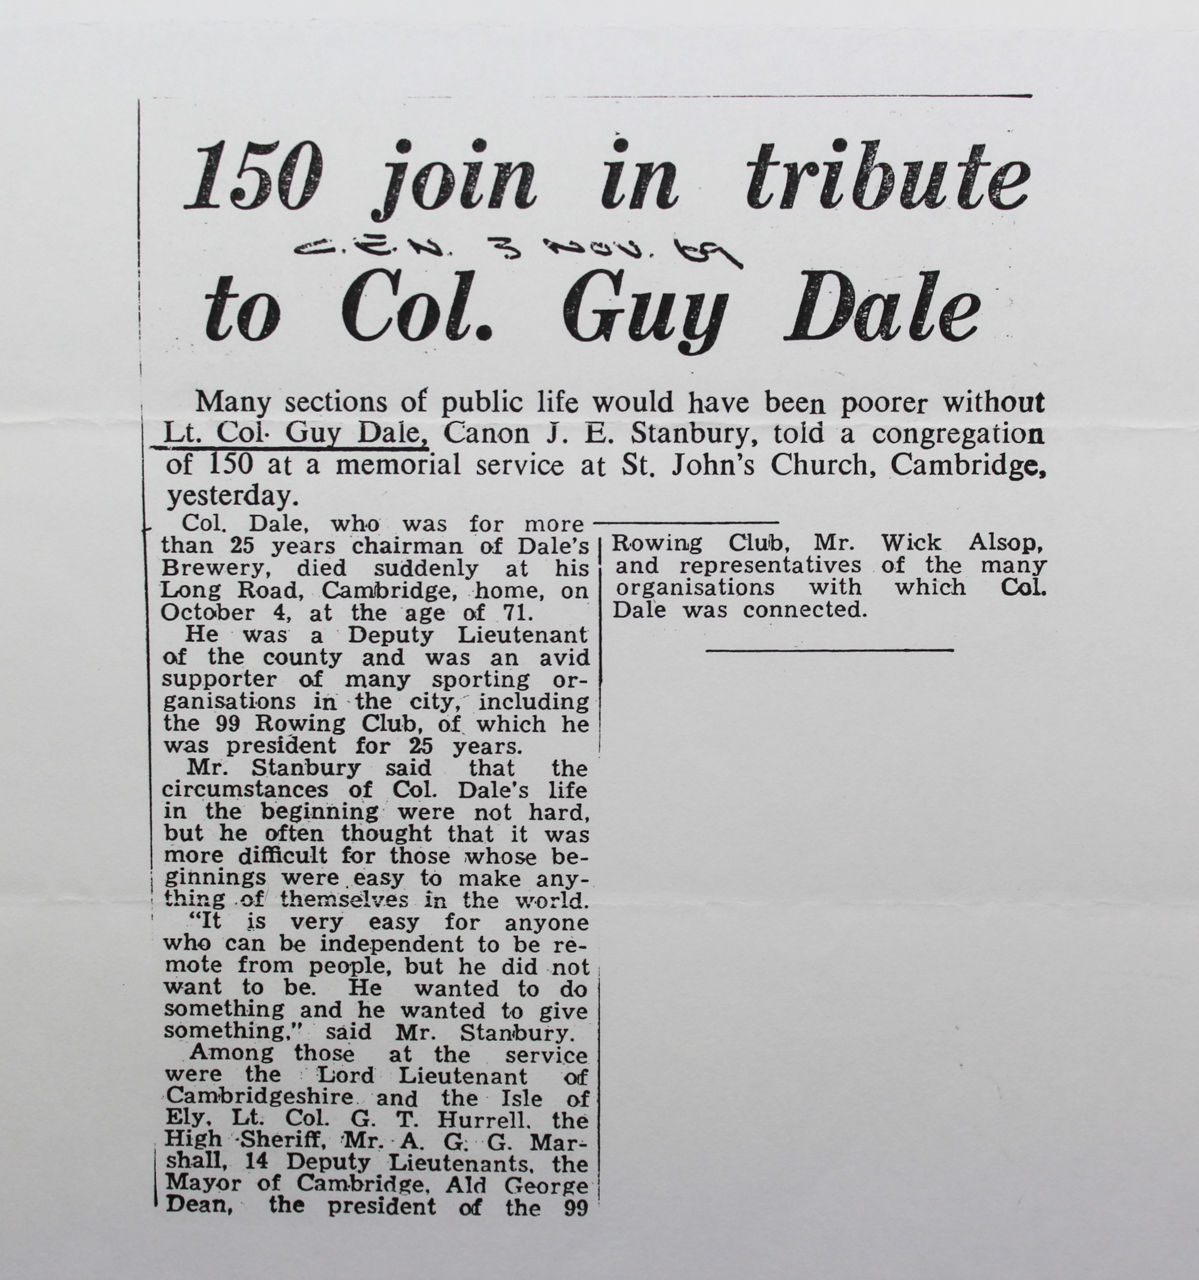 150 join in tribute
C.E.N. 3 NOV. 69
to Col. Guy Dale
Many sections of public life would have been poorer without
Lt. Col. Guy Dale, Canon J. E. Stanbury, told a congregation
of 150 at a memorial service at St. John's Church, Cambridge,
yesterday.
Col. Dale, who was for more
than 25 years chairman of Dale's
Brewery, died suddenly at his
Long Road, Cambridge, home, on
October 4, at the age of 71.
He was a Deputy Lieutenant
of the county and was an avid
supporter of many sporting or-
ganisations in the city, including
the 99 Rowing Club, of which he
was president for 25 years.
Mr. Stanbury said that the
circumstances of Col. Dale's life
in the beginning were not hard,
but he often thought that it was
more difficult for those whose be-
ginnings were easy to make any-
thing of themselves in the world.
"It is very easy for anyone
who can be independent to be re-
mote from people, but he did not
want to be. He wanted to do
something and he wanted to give
something," said Mr. Stanbury.
Among those at the service
were the Lord Lieutenant of
Cambridgeshire and the Isle of
Ely, Lt. Col. G. T. Hurrell, the
High Sheriff, Mr. A. G. G. Mar-
shall, 14 Deputy Lieutenants, the
Mayor of Cambridge, Ald George
Dean, the president of the 99
Rowing Club, Mr. Wick Alsop,
and representatives of the many
organisations with which Col.
Dale was connected.